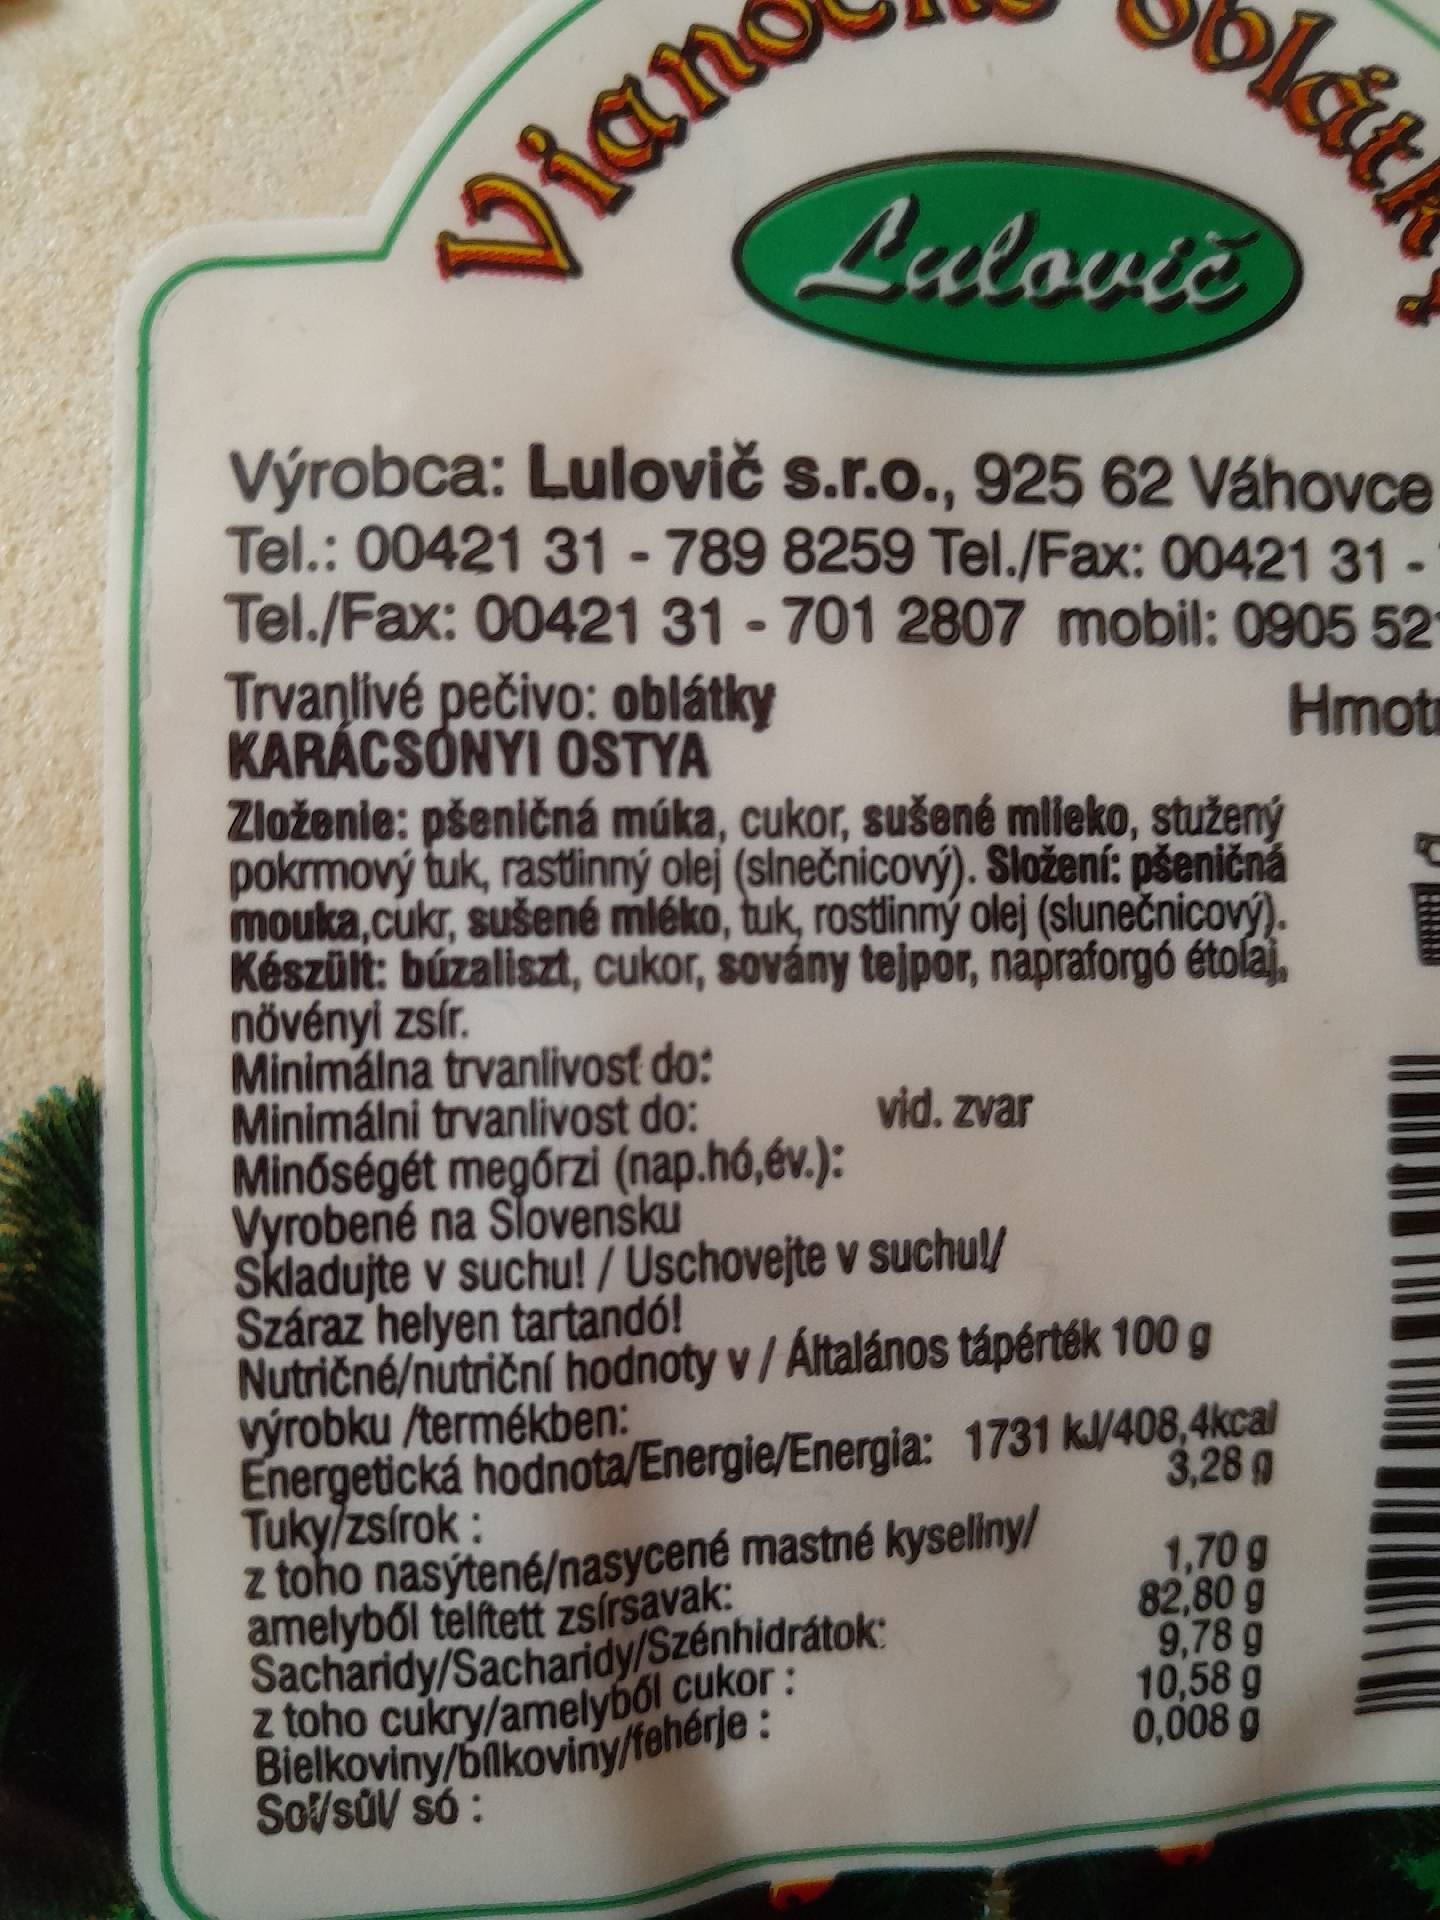 Vianočné oblátky
Lulovič
Výrobca: Lulovič s.r.o., 925 62 Váhovce
Tel.: 00421 31 - 789 8259 Tel./Fax: 00421 31 -
Tel./Fax: 00421 31 - 701 2807 mobil: 0905 52
Trvanlivé pečivo: oblátky
KARÁCSONYI OSTYA
Zloženie: pšeničná múka, cukor, sušené mlieko, stužený
pokrmový tuk, rastlinný olej (slnečnicový). Složení: pšeničná
mouka,cukr, sušené mléko, tuk, rostlinný olej (slunečnicový).
Készült: búzaliszt, cukor, sovány tejpor, napraforgó étolaj,
növényi zsír.
Minimálna trvanlivosť do:
Minimálni trvanlivost do: vid. zvar
Minőségét megőrzi (nap.hó,év.):
Vyrobené na Slovensku
Skladujte v suchu! / Uschovejte v suchu!/
Száraz helyen tartandó!
Nutričné/nutriční hodnoty v / Általános tápérték 100 g
výrobku /termékben:
Energetická hodnota/Energie/Energia: 1731 kJ/408,4kcal
Tuky/zsírok : 3,28 g
z toho nasýtené/nasycené mastné kyseliny/
amelyből telített zsírsavak: 1,70 g
Sacharidy/Sacharidy/Szénhidrátok: 82,80 g
z toho cukry/amelyből cukor : 9,78 g
Bielkoviny/bílkoviny/fehérje : 10,58 g
Soľ/sůl/ só : 0,008 g